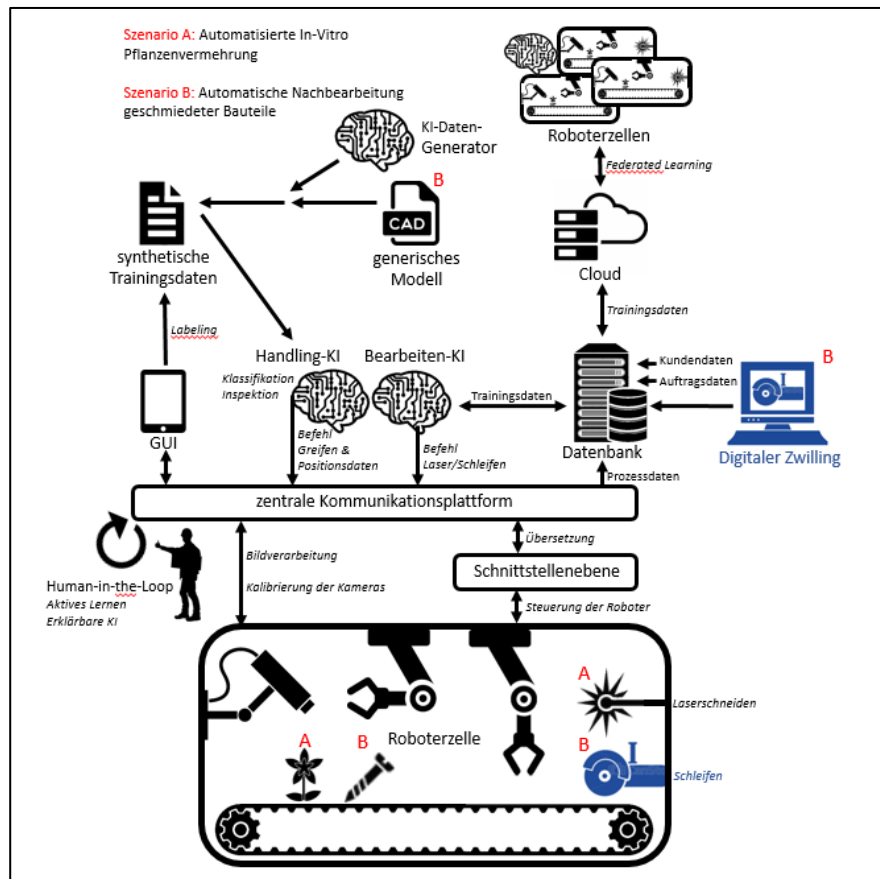 Szenario A: Automatisierte In-Vitro
Pflanzenvermehrung
Szenario B: Automatische Nachbearbeitung
geschmiedeter Bauteile
KI-Daten-
Generator
B
CAD
generisches
Modell
synthetische
Trainingsdaten
Labeling
GUI
Roboterzellen
Federated Learning
Cloud
Trainingsdaten
Handling-KI
Klassifikation
Inspektion
Bearbeiten-KI
Befehl
Greifen &
Positionsdaten
Befehl
Laser/Schleifen
Trainingsdaten
Kundendaten
Auftragsdaten
Datenbank
B
Digitaler Zwilling
Prozessdaten
zentrale Kommunikationsplattform
Human-in-the-Loop
Aktives Lernen
Erklärbare KI
Bildverarbeitung
Kalibrierung der Kameras
Übersetzung
Schnittstellenebene
Steuerung der Roboter
Roboterzelle
A
B
A
Laserschneiden
B
Schleifen